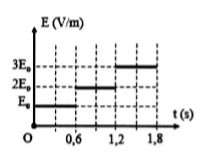 E (V/m)
3E₀
2E₀
E₀
t (s)
O 0,6 1,2 1,8